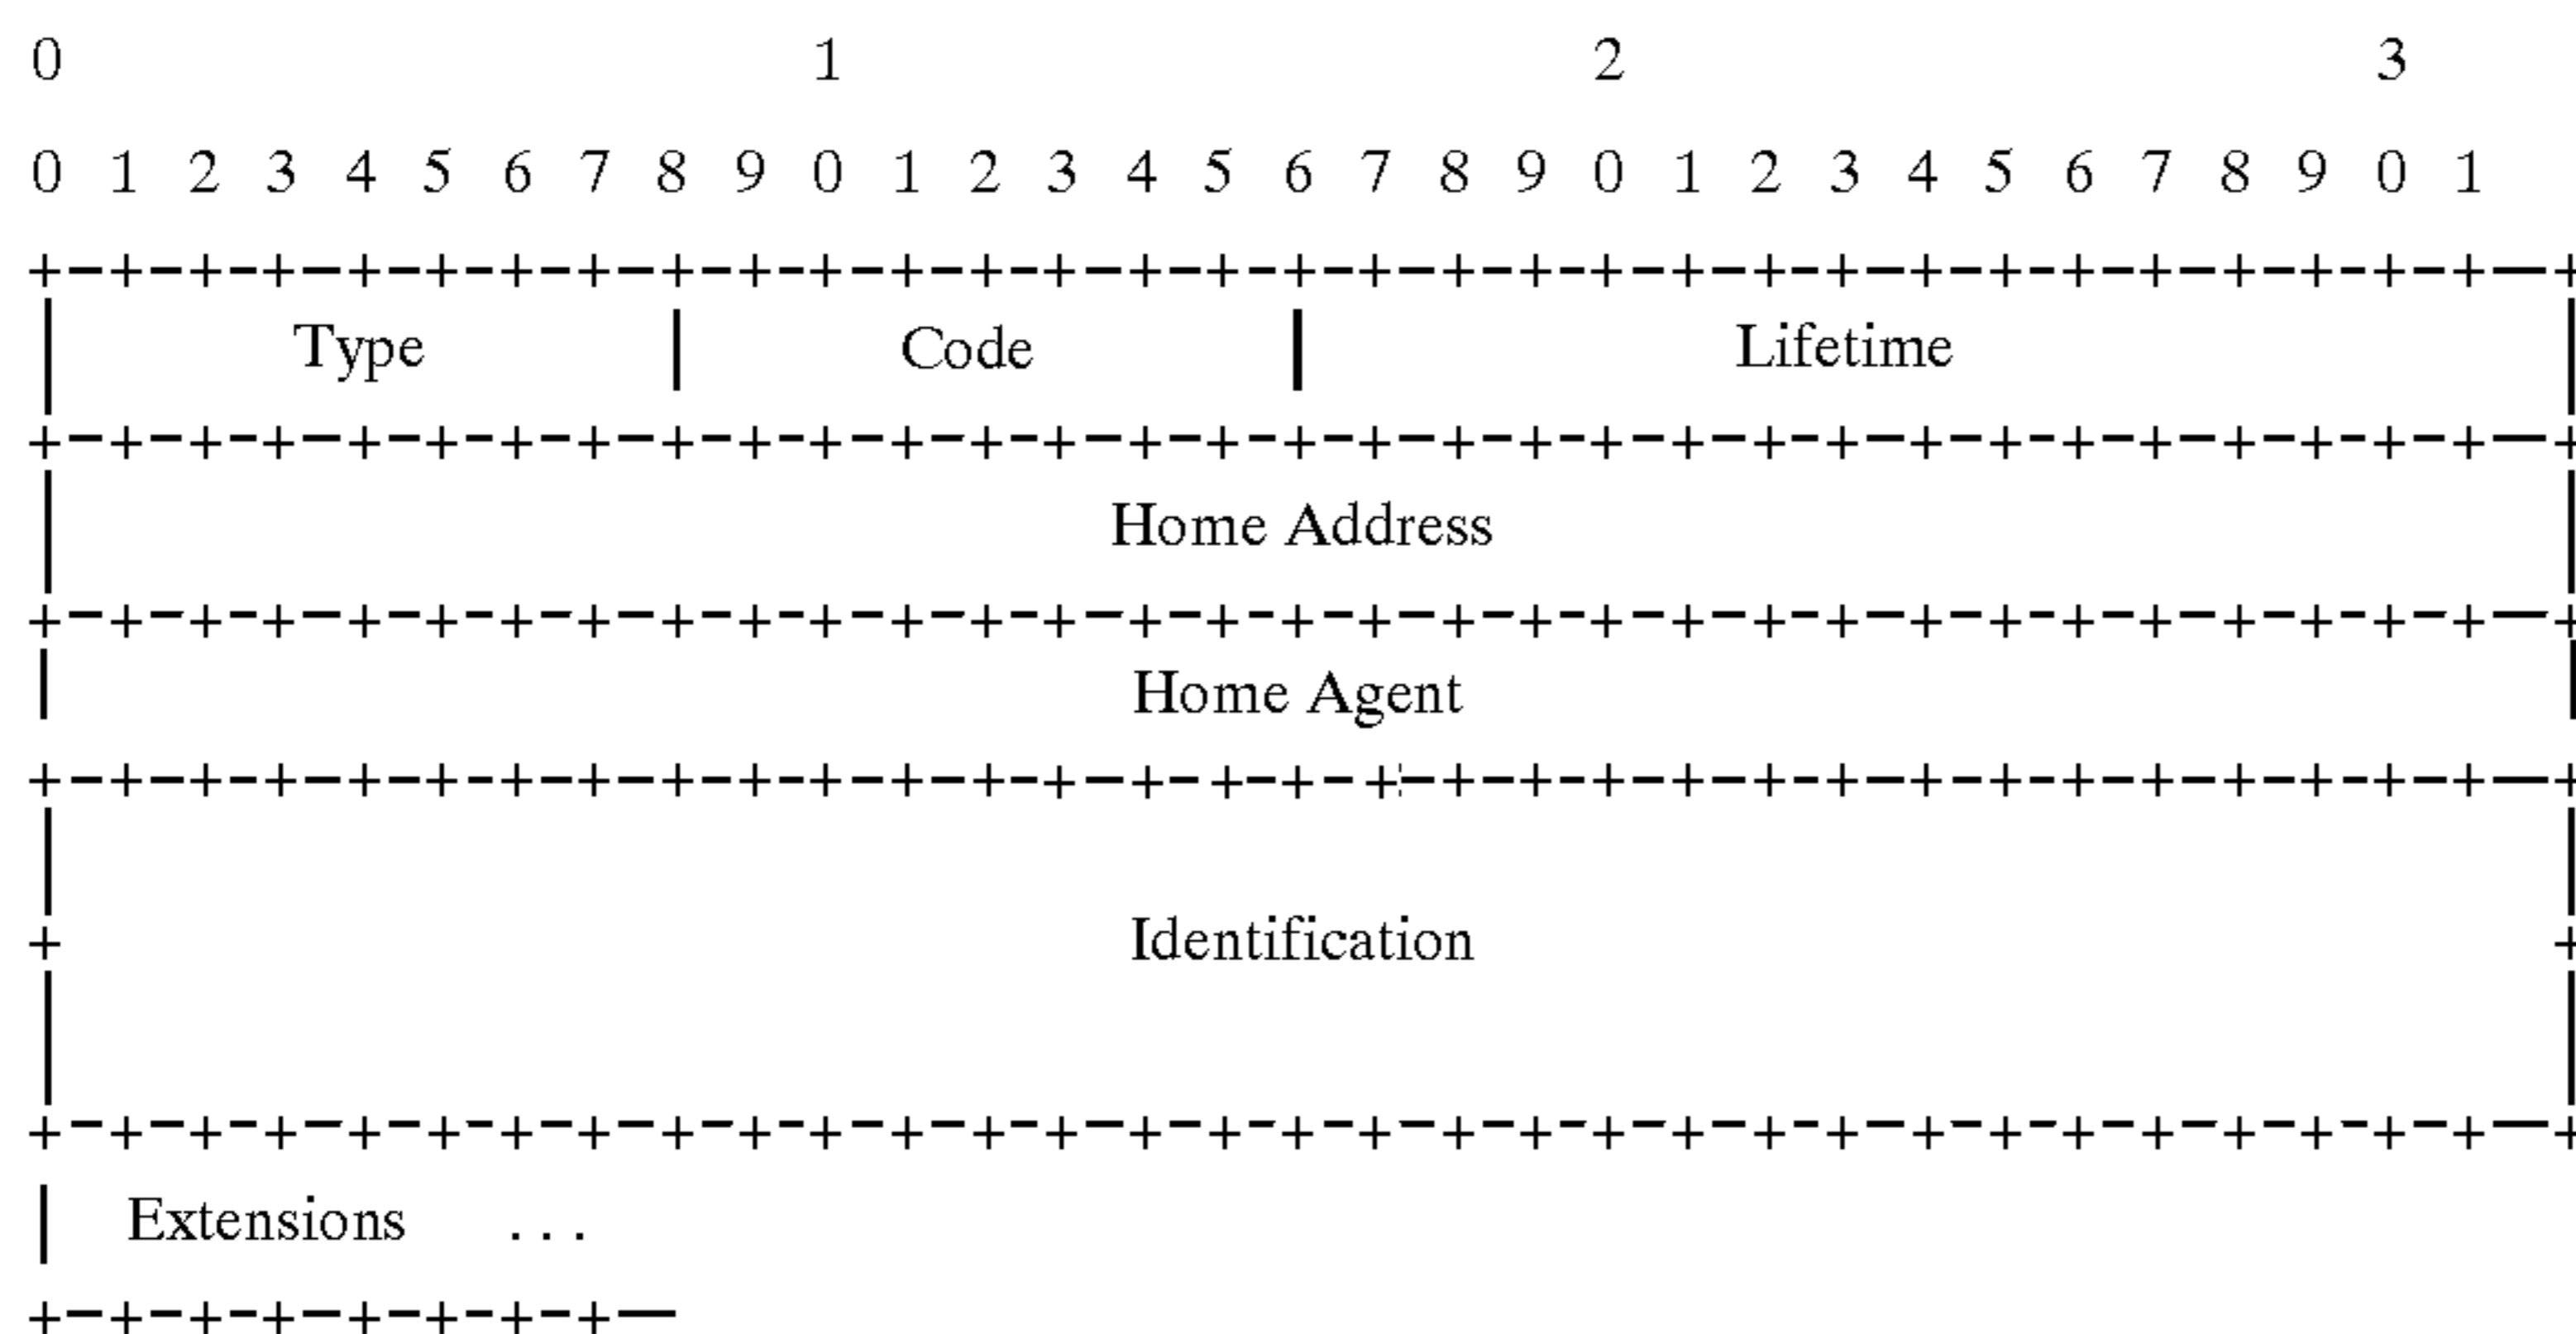 0 1 2 3
0 1 2 3 4 5 6 7 8 9 0 1 2 3 4 5 6 7 8 9 0 1 2 3 4 5 6 7 8 9 0 1
+-+-+-+-+-+-+-+-+-+-+-+-+-+-+-+-+-+-+-+-+-+-+-+-+-+-+-+-+-+-+-+-+
| Type | Code | Lifetime |
+-+-+-+-+-+-+-+-+-+-+-+-+-+-+-+-+-+-+-+-+-+-+-+-+-+-+-+-+-+-+-+-+
| Home Address |
+-+-+-+-+-+-+-+-+-+-+-+-+-+-+-+-+-+-+-+-+-+-+-+-+-+-+-+-+-+-+-+-+
| Home Agent |
+-+-+-+-+-+-+-+-+-+-+-+-+-+-+-+-+-+-+-+-+-+-+-+-+-+-+-+-+-+-+-+-+
| |
+ Identification +
| |
+-+-+-+-+-+-+-+-+-+-+-+-+-+-+-+-+-+-+-+-+-+-+-+-+-+-+-+-+-+-+-+-+
| Extensions ...
+-+-+-+-+-+-+-+-